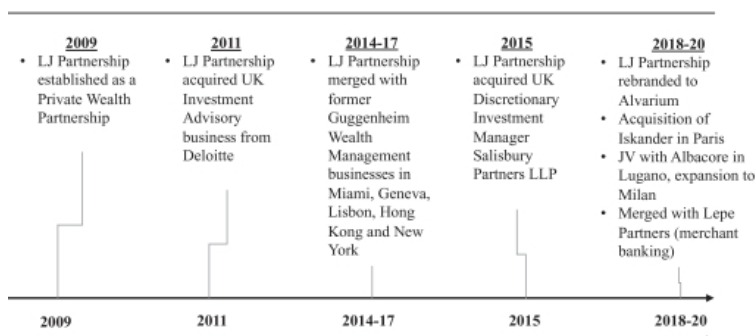 2009
• LJ Partnership
established as a
Private Wealth
Partnership
2011
• LJ Partnership
acquired UK
Investment
Advisory
business from
Deloitte
2014-17
• LJ Partnership
merged with
former
Guggenheim
Wealth
Management
businesses in
Miami, Geneva,
Lisbon, Hong
Kong and New
York
2015
• LJ Partnership
acquired UK
Discretionary
Investment
Manager
Salisbury
Partners LLP
2018-20
• LJ Partnership
rebranded to
Alvarium
• Acquisition of
Iskander in Paris
• JV with Albacore in
Lugano, expansion to
Milan
• Merged with Lepe
Partners (merchant
banking)
2009
2011
2014-17
2015
2018-20